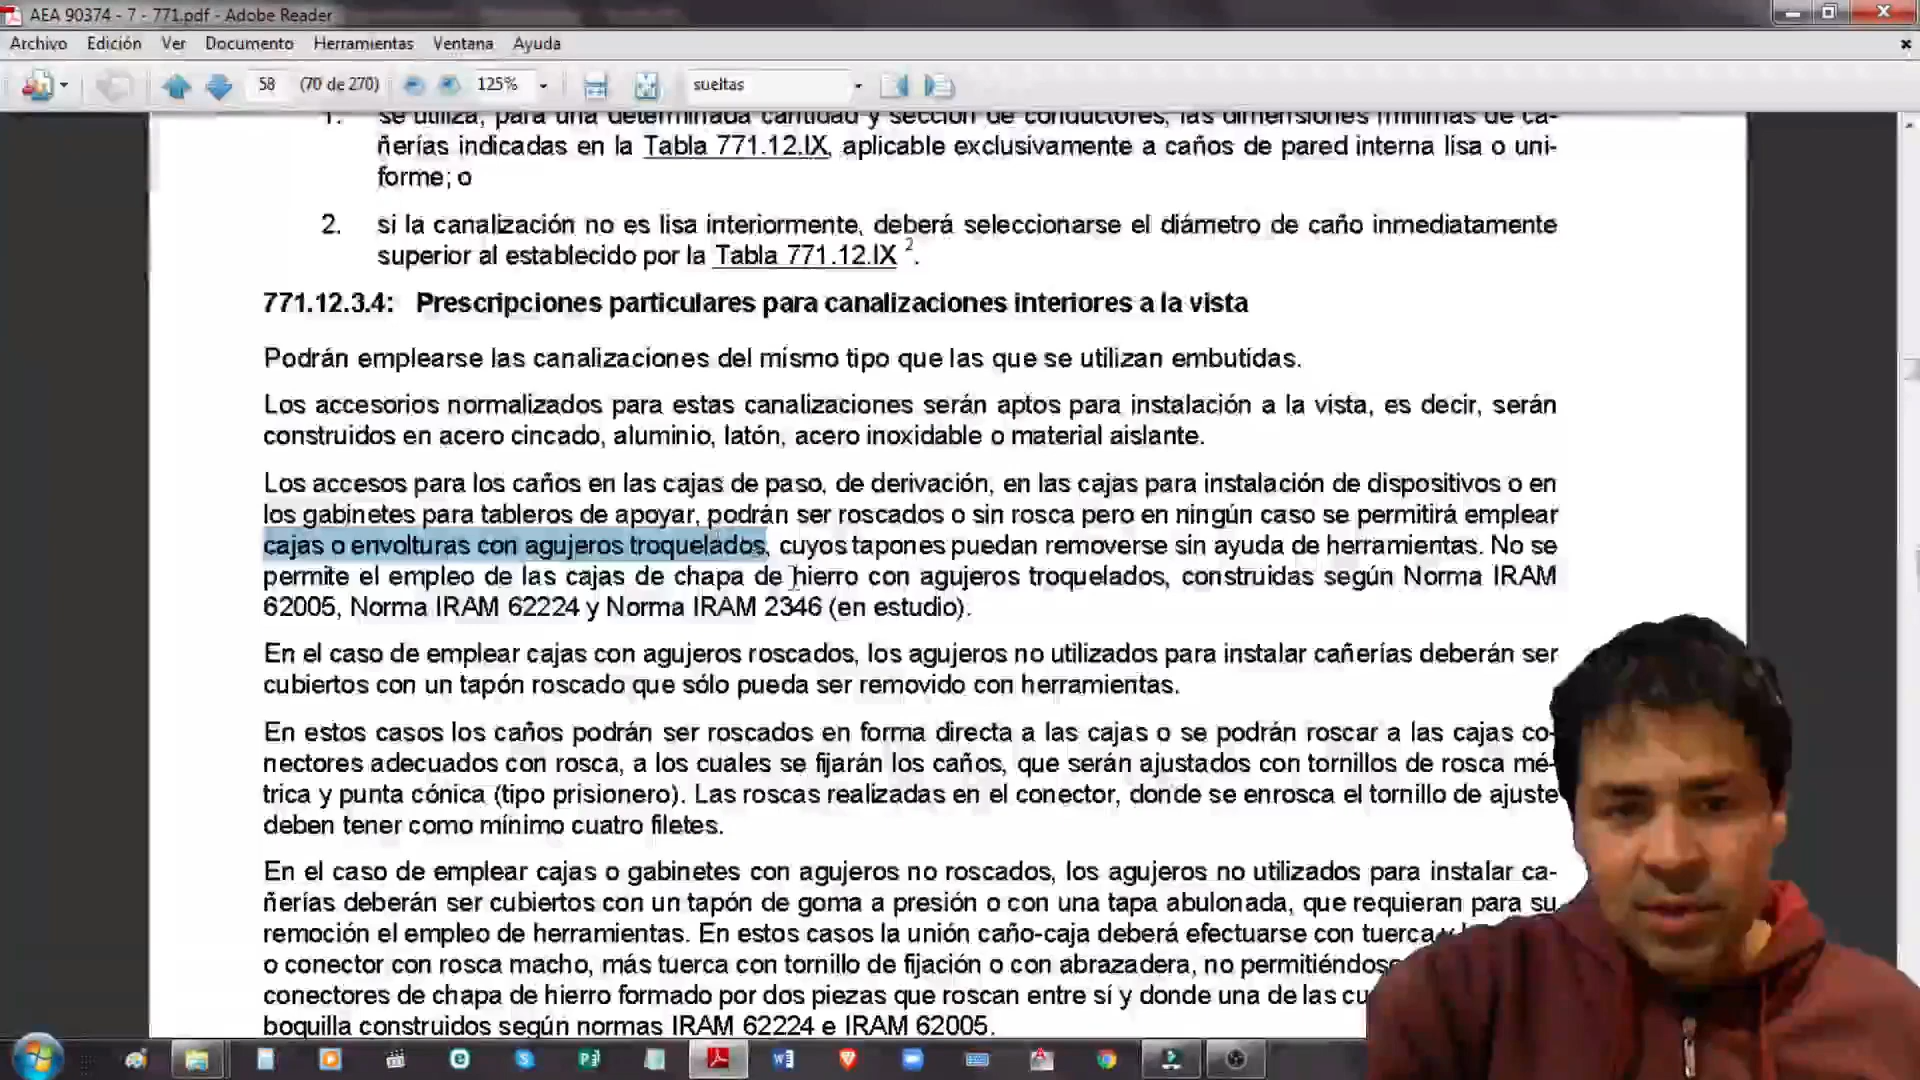 AEA 90374 - 7 - 771.pdf - Adobe Reader
Archivo Edición Ver Documento Herramientas Ventana Ayuda
58 (70 de 270) 125% sueltas
1. se utiliza, para una determinada cantidad y sección de conductores, las dimensiones mínimas de ca-
ñerías indicadas en la Tabla 771.12.IX, aplicable exclusivamente a caños de pared interna lisa o uni-
forme; o
2. si la canalización no es lisa interiormente, deberá seleccionarse el diámetro de caño inmediatamente
superior al establecido por la Tabla 771.12.IX 2.
771.12.3.4: Prescripciones particulares para canalizaciones interiores a la vista
Podrán emplearse las canalizaciones del mismo tipo que las que se utilizan embutidas.
Los accesorios normalizados para estas canalizaciones serán aptos para instalación a la vista, es decir, serán
construidos en acero cincado, aluminio, latón, acero inoxidable o material aislante.
Los accesos para los caños en las cajas de paso, de derivación, en las cajas para instalación de dispositivos o en
los gabinetes para tableros de apoyar, podrán ser roscados o sin rosca pero en ningún caso se permitirá emplear
cajas o envolturas con agujeros troquelados, cuyos tapones puedan removerse sin ayuda de herramientas. No se
permite el empleo de las cajas de chapa de hierro con agujeros troquelados, construidas según Norma IRAM
62005, Norma IRAM 62224 y Norma IRAM 2346 (en estudio).
En el caso de emplear cajas con agujeros roscados, los agujeros no utilizados para instalar cañerías deberán ser
cubiertos con un tapón roscado que sólo pueda ser removido con herramientas.
En estos casos los caños podrán ser roscados en forma directa a las cajas o se podrán roscar a las cajas co-
nectores adecuados con rosca, a los cuales se fijarán los caños, que serán ajustados con tornillos de rosca mé-
trica y punta cónica (tipo prisionero). Las roscas realizadas en el conector, donde se enrosca el tornillo de ajuste
deben tener como mínimo cuatro filetes.
En el caso de emplear cajas o gabinetes con agujeros no roscados, los agujeros no utilizados para instalar ca-
ñerías deberán ser cubiertos con un tapón de goma a presión o con una tapa abulonada, que requieran para su
remoción el empleo de herramientas. En estos casos la unión caño-caja deberá efectuarse con tuerca y
o conector con rosca macho, más tuerca con tornillo de fijación o con abrazadera, no permitiéndose
conectores de chapa de hierro formado por dos piezas que roscan entre sí y donde una de las
boquilla construidos según normas IRAM 62224 e IRAM 62005.